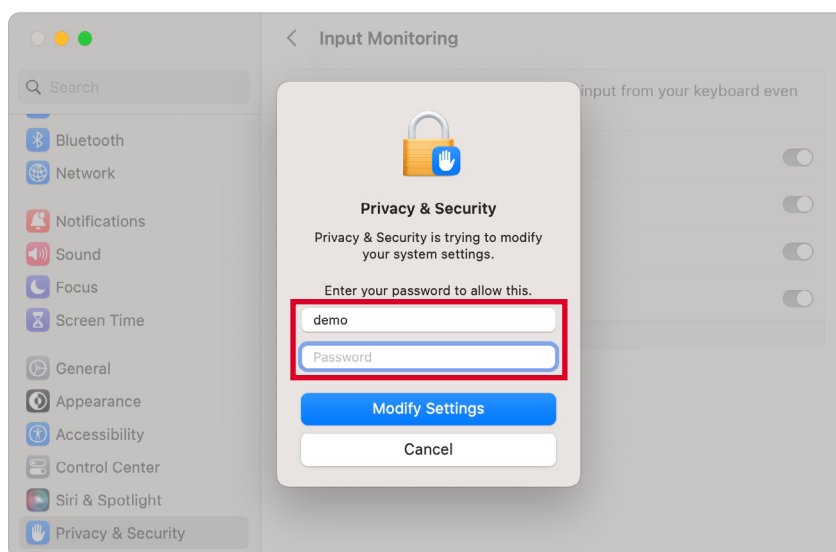 Input Monitoring
Search
input from your keyboard even
Bluetooth
Network
Notifications
Sound
Focus
Screen Time
General
Appearance
Accessibility
Control Center
Siri & Spotlight
Privacy & Security
Privacy & Security
Privacy & Security is trying to modify
your system settings.
Enter your password to allow this.
demo
Password
Modify Settings
Cancel